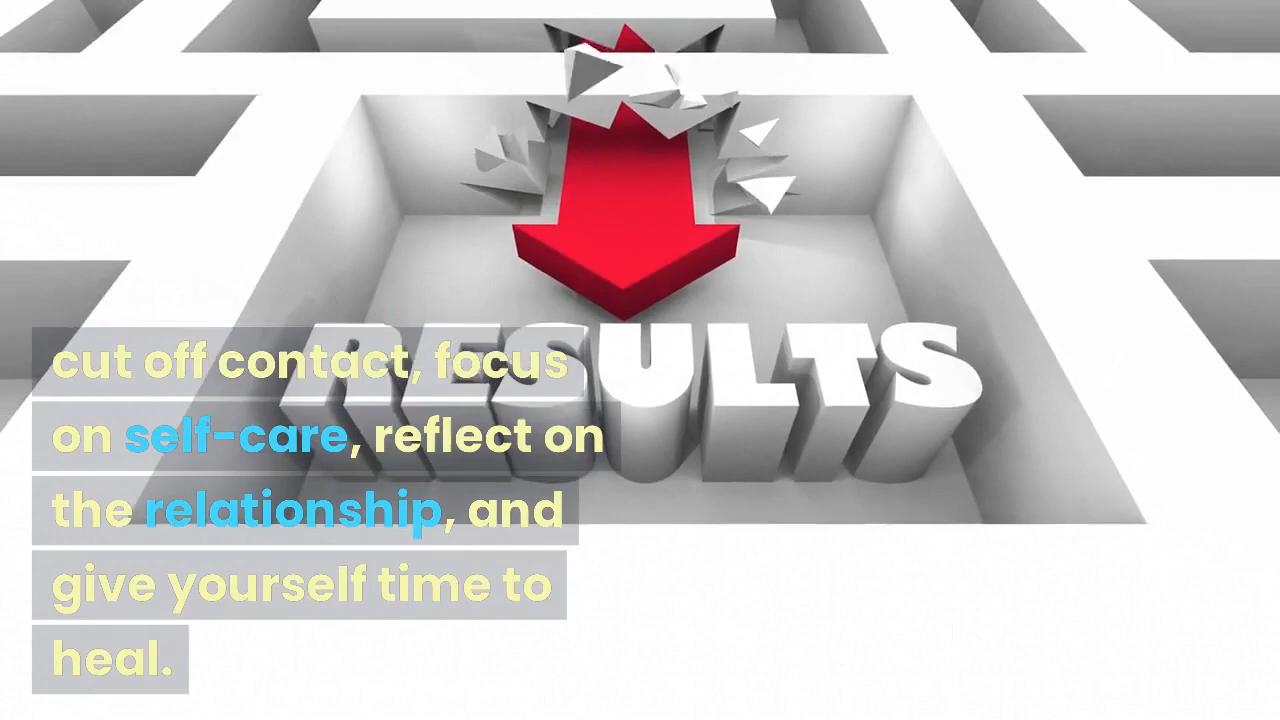 RESULTS
cut off contact, focus
on self-care, reflect on
the relationship, and
give yourself time to
heal.